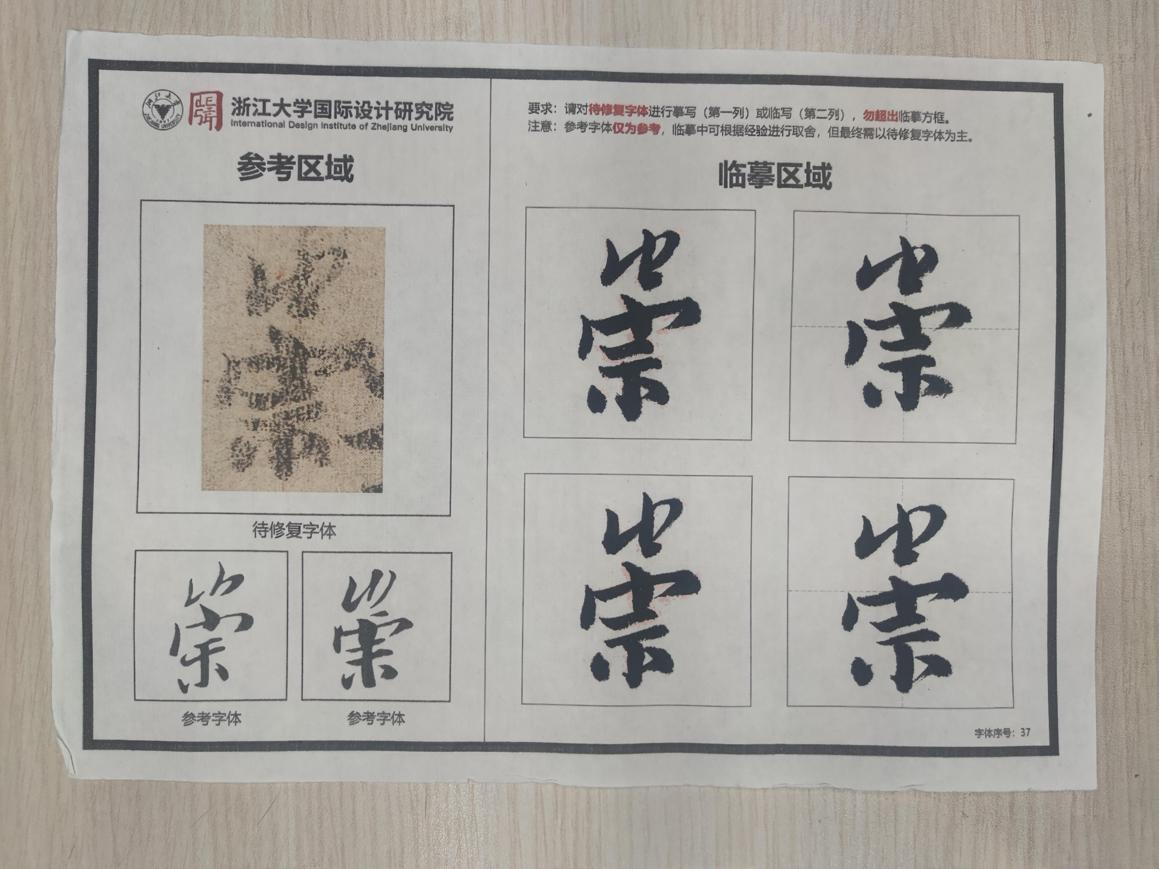 浙江大学国际设计研究院
International Design Institute of Zhejiang University
参考区域
崇
待修复字体
崇
崇
参考字体
参考字体
要求：请对待修复字体进行摹写（第一列）或临写（第二列），勿超出临摹方框。
注意：参考字体仅为参考，临摹中可根据经验进行取舍，但最终需以待修复字体为主。
临摹区域
崇
崇
崇
崇
字体序号：37